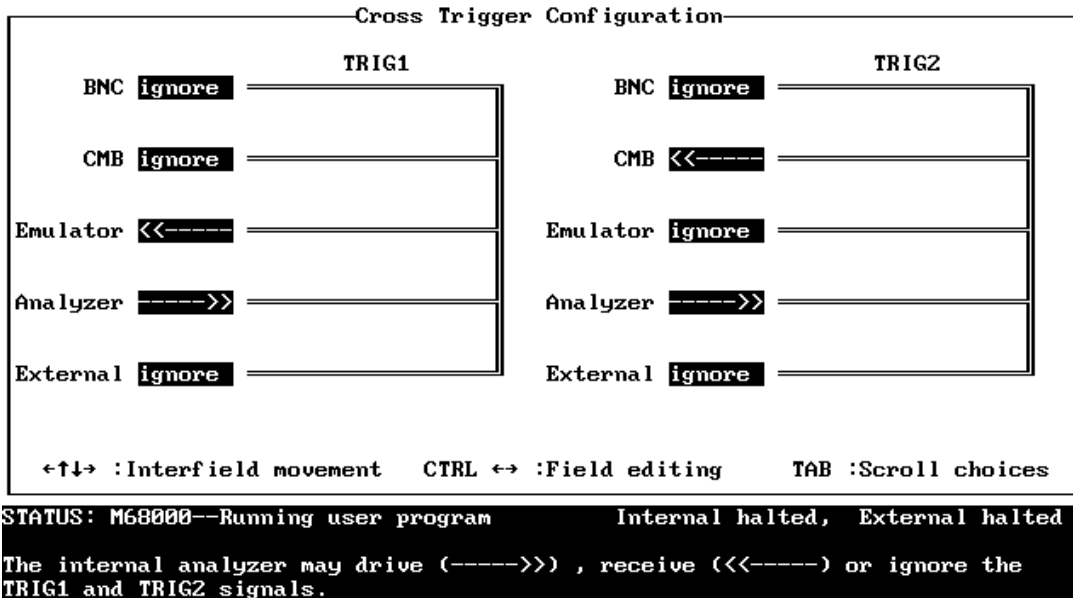 Cross Trigger Configuration
TRIG1 TRIG2
BNC ignore BNC ignore
CMB ignore CMB <<-----
Emulator <<----- Emulator ignore
Analyzer ----->> Analyzer ----->>
External ignore External ignore
←↑↓→ :Interfield movement CTRL ↔ :Field editing TAB :Scroll choices
STATUS: M68000--Running user program Internal halted, External halted
The internal analyzer may drive (----->>) , receive (<<-----) or ignore the
TRIG1 and TRIG2 signals.